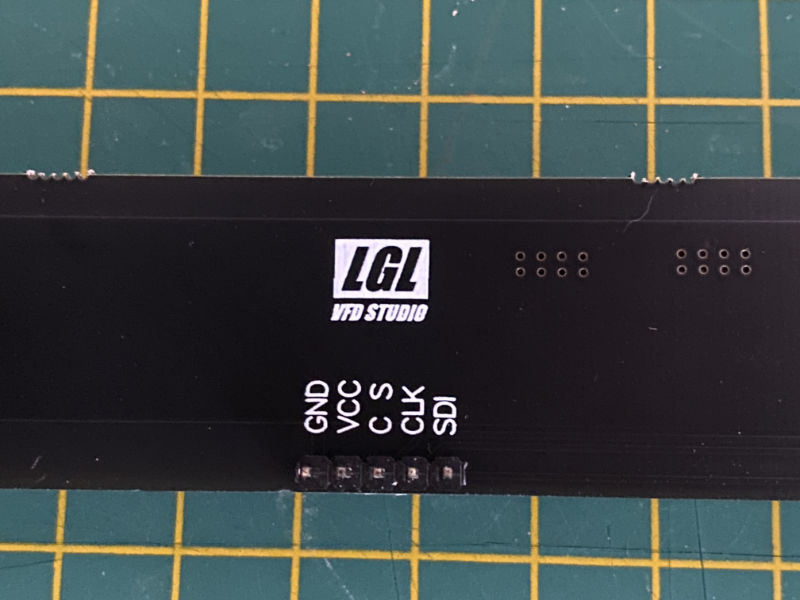 LGL
VFD STUDIO
GND
VCC
C S
CLK
SDI